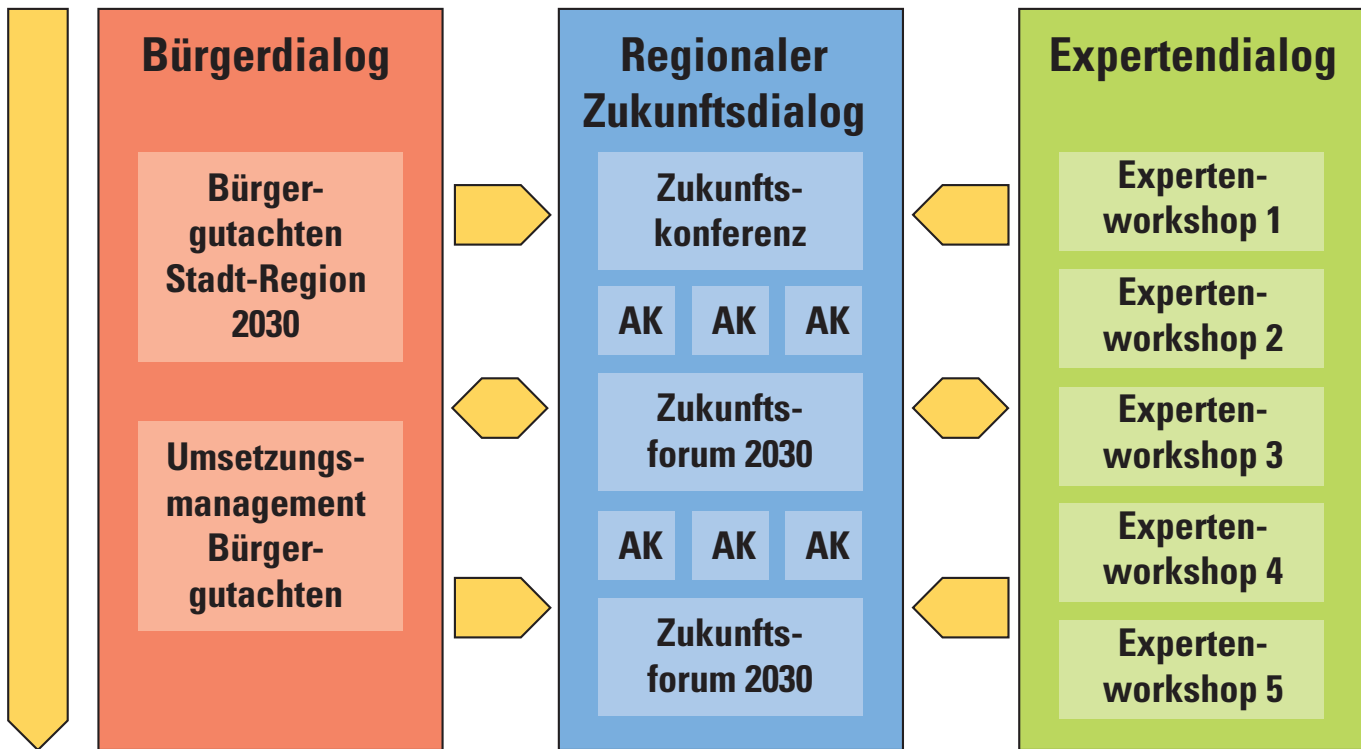 Bürgerdialog
Bürger-
gutachten
Stadt-Region
2030
Umsetzungs-
management
Bürger-
gutachten
Regionaler
Zukunftsdialog
Zukunfts-
konferenz
AK AK AK
Zukunfts-
forum 2030
AK AK AK
Zukunfts-
forum 2030
Expertendialog
Experten-
workshop 1
Experten-
workshop 2
Experten-
workshop 3
Experten-
workshop 4
Experten-
workshop 5